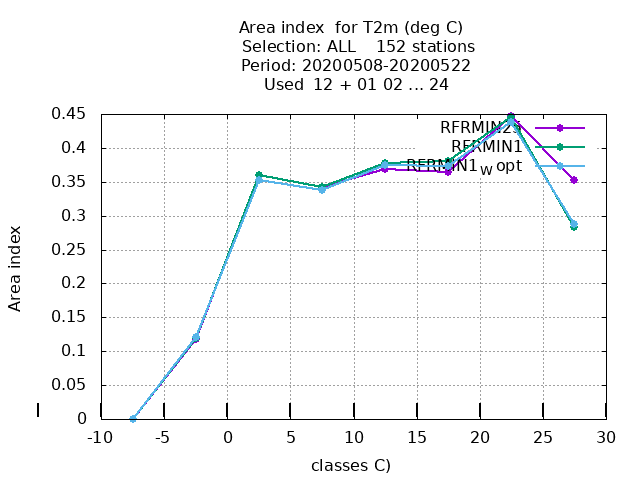 Area index for T2m (deg C)
Selection: ALL 152 stations
Period: 20200508-20200522
Used 12 + 01 02 ... 24
0.45
0.4
0.35
0.3
0.25
0.2
0.15
0.1
0.05
0
Area index
RFRMIN1
RFRMIN1W opt
-10
-5
0
5
10
15
20
25
30
classes C)